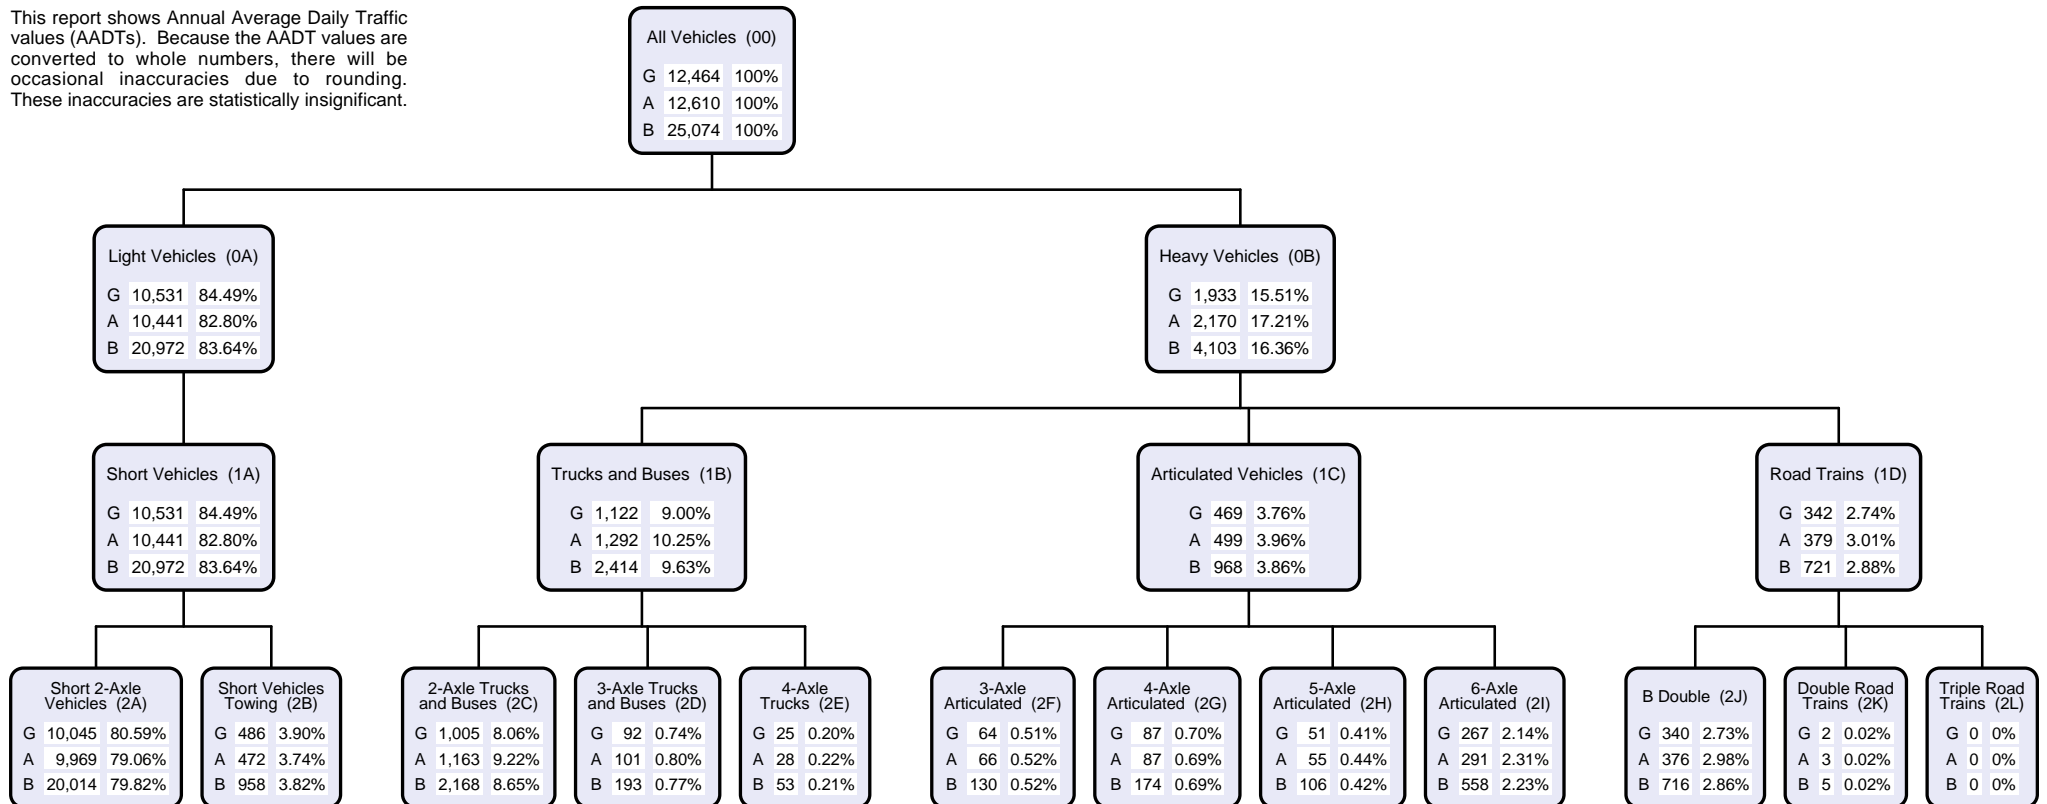 This report shows Annual Average Daily Traffic
values (AADTs). Because the AADT values are
converted to whole numbers, there will be
occasional inaccuracies due to rounding.
These inaccuracies are statistically insignificant.
All Vehicles (00)
G 12,464 100%
A 12,610 100%
B 25,074 100%
Light Vehicles (0A)
G 10,531 84.49%
A 10,441 82.80%
B 20,972 83.64%
Heavy Vehicles (0B)
G 1,933 15.51%
A 2,170 17.21%
B 4,103 16.36%
Short Vehicles (1A)
G 10,531 84.49%
A 10,441 82.80%
B 20,972 83.64%
Trucks and Buses (1B)
G 1,122 9.00%
A 1,292 10.25%
B 2,414 9.63%
Articulated Vehicles (1C)
G 469 3.76%
A 499 3.96%
B 968 3.86%
Road Trains (1D)
G 342 2.74%
A 379 3.01%
B 721 2.88%
Short 2-Axle
Vehicles (2A)
G 10,045 80.59%
A 9,969 79.06%
B 20,014 79.82%
Short Vehicles
Towing (2B)
G 486 3.90%
A 472 3.74%
B 958 3.82%
2-Axle Trucks
and Buses (2C)
G 1,005 8.06%
A 1,163 9.22%
B 2,168 8.65%
3-Axle Trucks
and Buses (2D)
G 92 0.74%
A 101 0.80%
B 193 0.77%
4-Axle
Trucks (2E)
G 25 0.20%
A 28 0.22%
B 53 0.21%
3-Axle
Articulated (2F)
G 64 0.51%
A 66 0.52%
B 130 0.52%
4-Axle
Articulated (2G)
G 87 0.70%
A 87 0.69%
B 174 0.69%
5-Axle
Articulated (2H)
G 51 0.41%
A 55 0.44%
B 106 0.42%
6-Axle
Articulated (2I)
G 267 2.14%
A 291 2.31%
B 558 2.23%
B Double (2J)
G 340 2.73%
A 376 2.98%
B 716 2.86%
Double Road
Trains (2K)
G 2 0.02%
A 3 0.02%
B 5 0.02%
Triple Road
Trains (2L)
G 0 0%
A 0 0%
B 0 0%